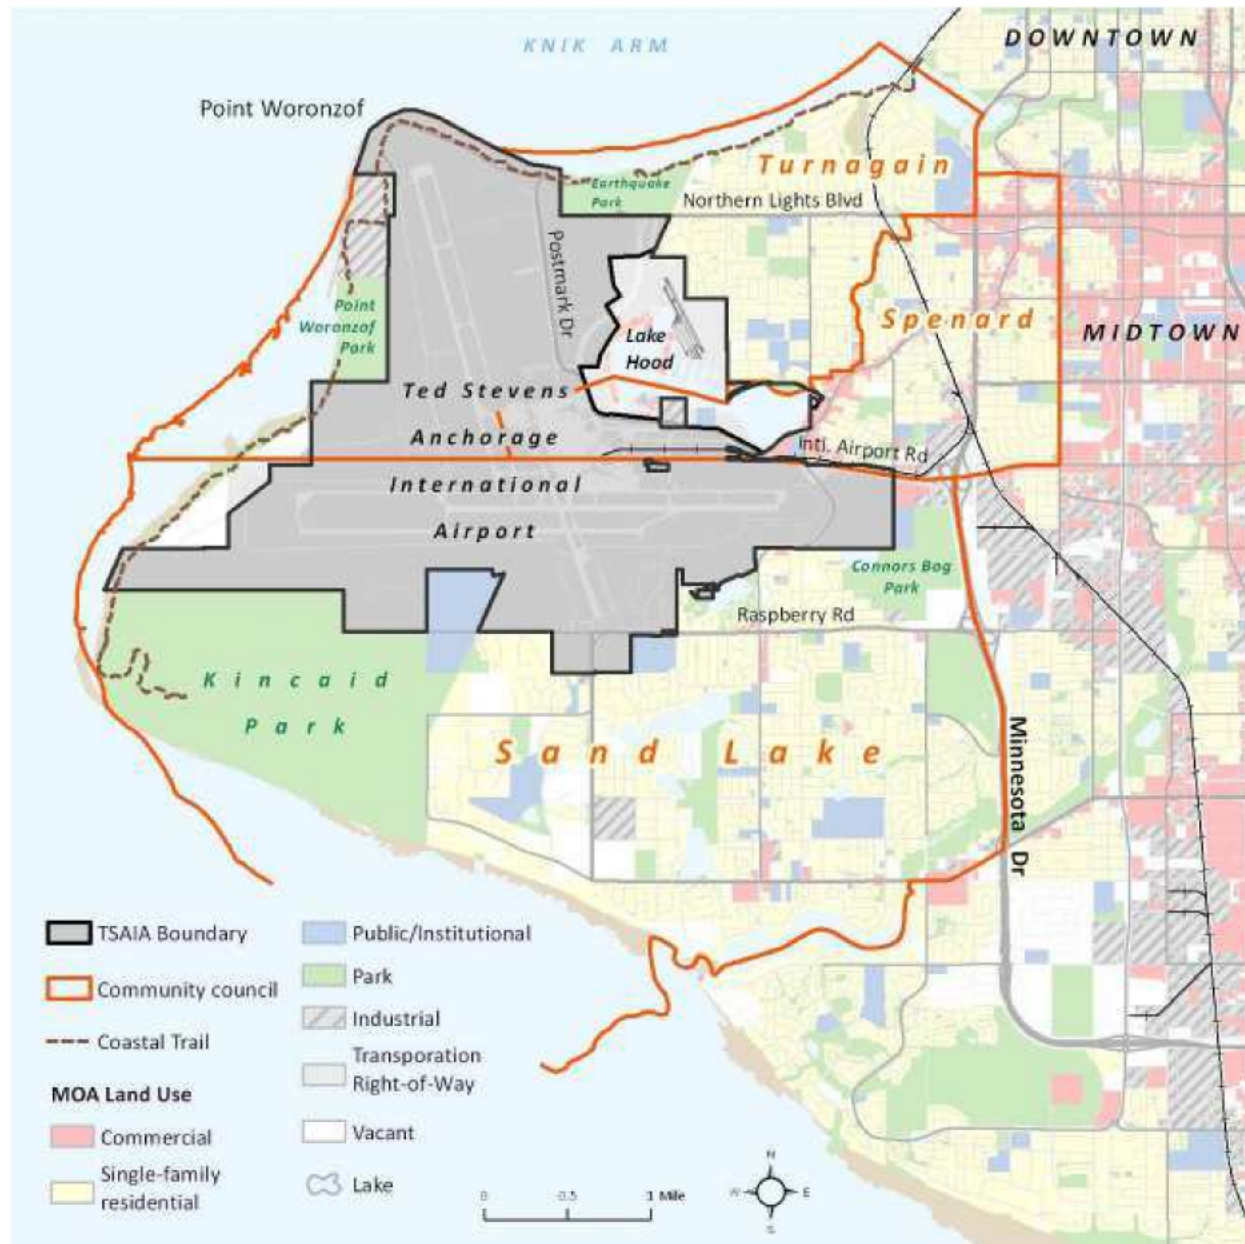 KNIK ARM
DOWNTOWN
Point Woronzof
Turnagain
Earthquake
Park
Northern Lights Blvd
Postmark Dr
Point
Woronzof
Park
Lake
Hood
Spenard
MIDTOWN
Ted Stevens
Anchorage
International
Airport
Intl. Airport Rd
Connors Bog
Park
Raspberry Rd
Kincaid
Park
Sand Lake
Minnesota Dr
TSAIA Boundary
Community council
Coastal Trail
MOA Land Use
Commercial
Single-family
residential
Public/Institutional
Park
Industrial
Transporation
Right-of-Way
Vacant
Lake
0 0.5 1 Mile
N
W E
S